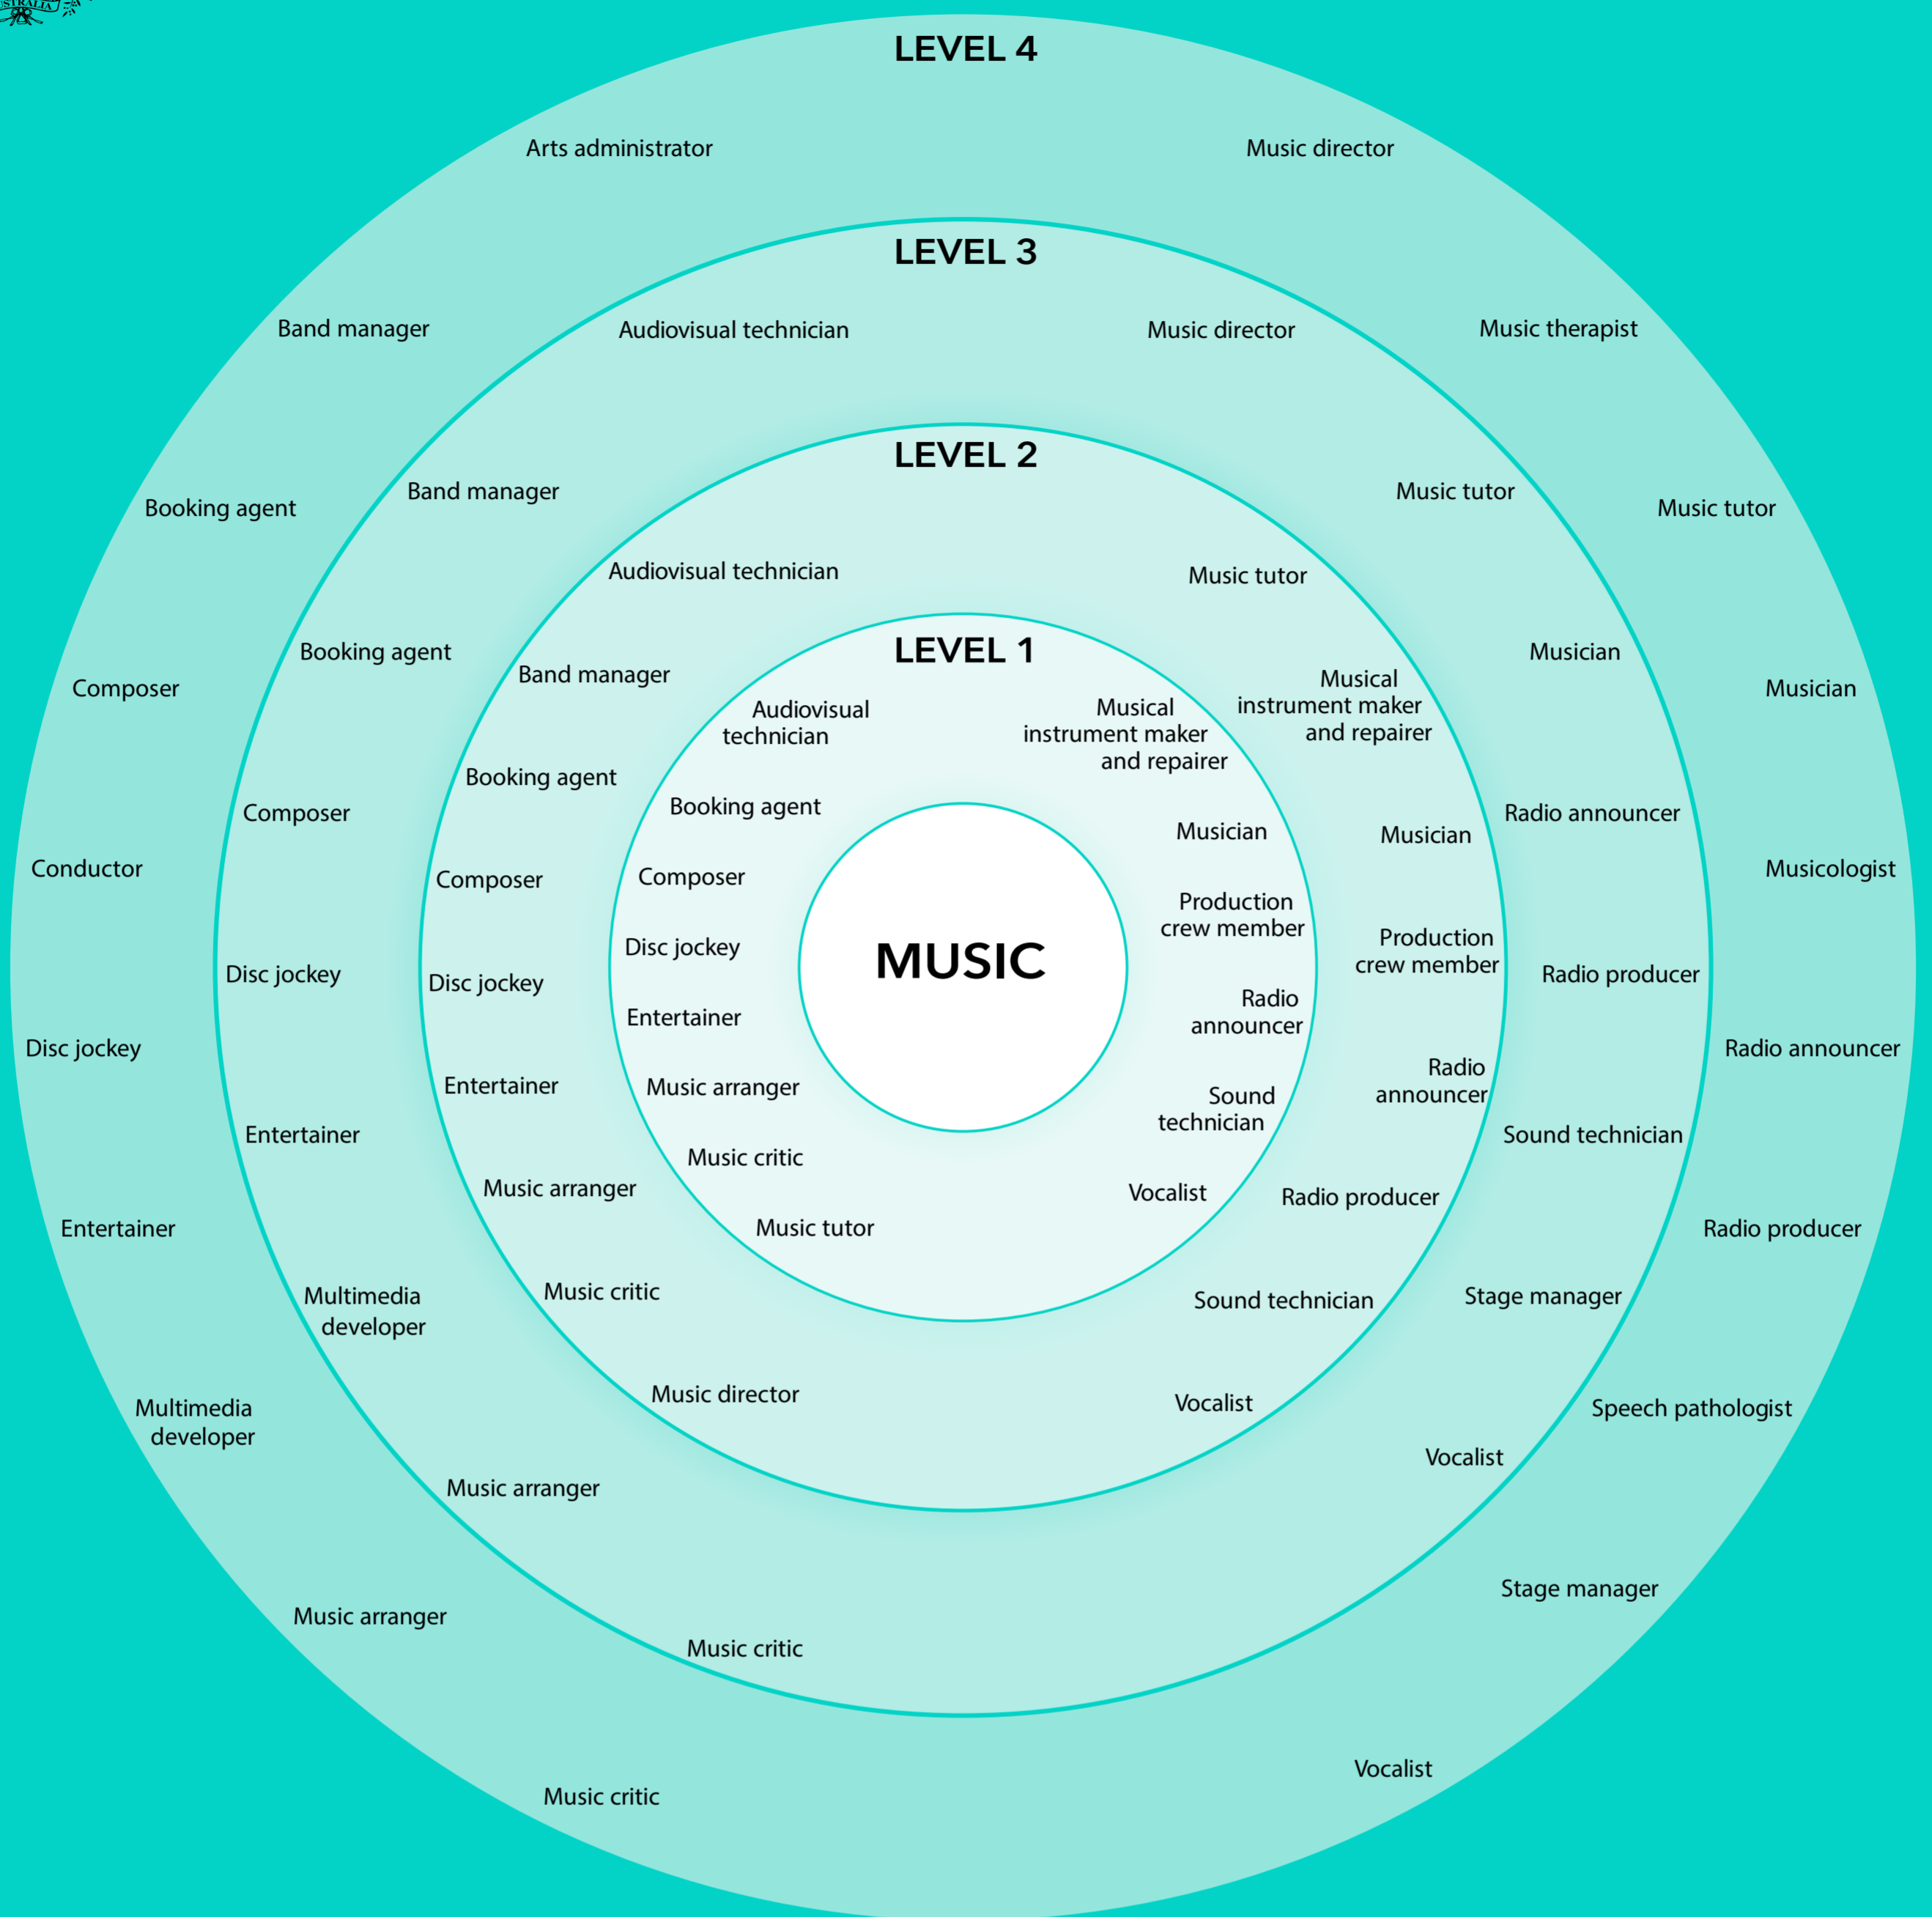 LEVEL 4
Arts administrator
Band manager
Booking agent
Composer
Conductor
Disc jockey
Entertainer
Multimedia
developer
Music arranger
Music critic
Music director
Music therapist
Music tutor
Musician
Musicologist
Radio announcer
Radio producer
Speech pathologist
Stage manager
Vocalist
LEVEL 3
Audiovisual technician
Band manager
Booking agent
Composer
Disc jockey
Entertainer
Multimedia
developer
Music arranger
Music critic
Music director
Music tutor
Musician
Radio announcer
Radio producer
Sound technician
Stage manager
Vocalist
LEVEL 2
Audiovisual technician
Band manager
Booking agent
Composer
Disc jockey
Entertainer
Music arranger
Music critic
Music director
Music tutor
Musical
instrument maker
and repairer
Musician
Production
crew member
Radio
announcer
Radio producer
Sound technician
Vocalist
LEVEL 1
Audiovisual
technician
Booking agent
Composer
Disc jockey
Entertainer
Music arranger
Music critic
Music tutor
Musical
instrument maker
and repairer
Musician
Production
crew member
Radio
announcer
Sound
technician
Vocalist
MUSIC